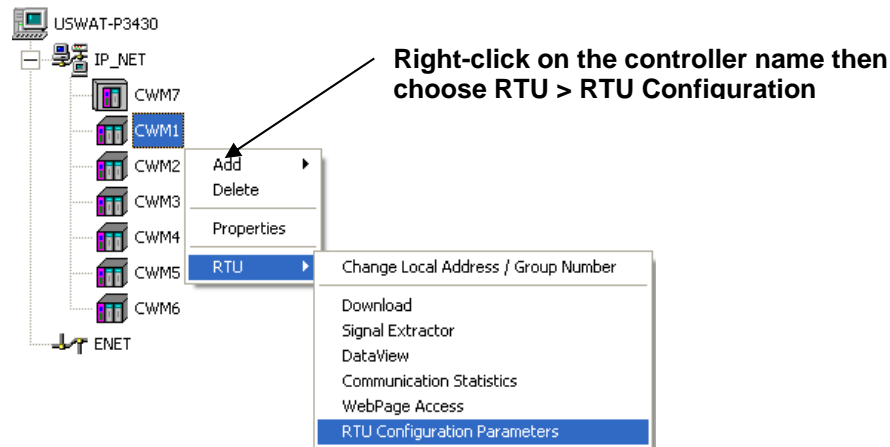 USWAT-P3430
IP_NET
Right-click on the controller name then
choose RTU > RTU Configuration
CWM7
CWM1
CWM2
CWM3
CWM4
CWM5
CWM6
ENET
Add
Delete
Properties
RTU
Change Local Address / Group Number
Download
Signal Extractor
DataView
Communication Statistics
WebPage Access
RTU Configuration Parameters